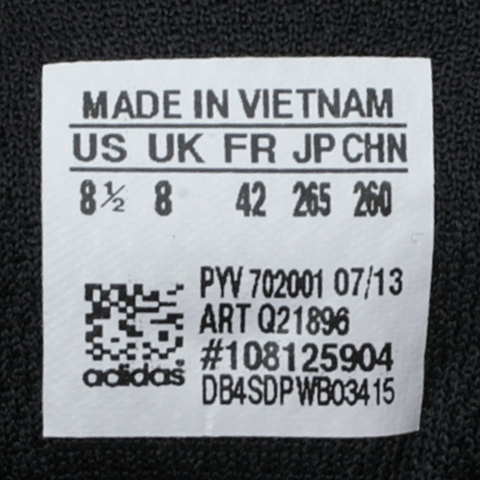 MADE IN VIETNAM
US UK FR JP CHN
8½ 8 42 265 260
PYV 702001 07/13
ART Q21896
#108125904
adidas
DB4SDPWB03415